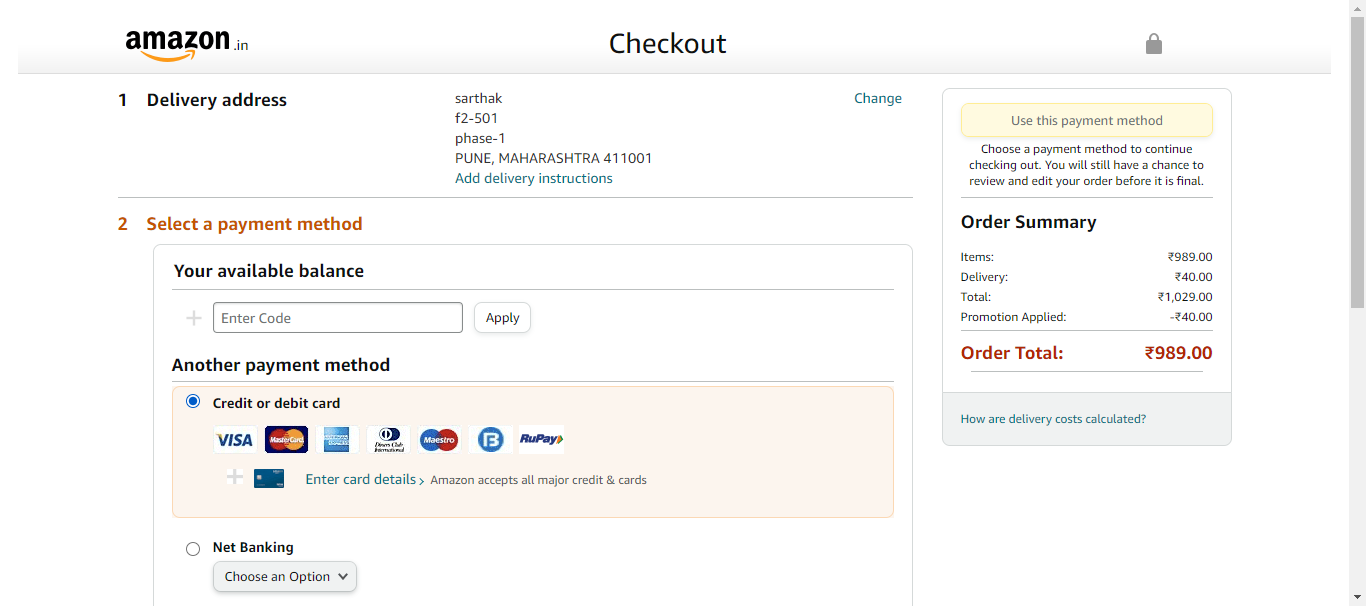 amazon.in
Checkout
1 Delivery address
sarthak
f2-501
phase-1
PUNE, MAHARASHTRA 411001
Add delivery instructions
Change
2 Select a payment method
Your available balance
Enter Code
Apply
Another payment method
Credit or debit card
VISA MasterCard AMERICAN EXPRESS Diners Club International Maestro B RuPay
Enter card details › Amazon accepts all major credit & cards
Net Banking
Choose an Option
Use this payment method
Choose a payment method to continue
checking out. You will still have a chance to
review and edit your order before it is final.
Order Summary
Items: ₹989.00
Delivery: ₹40.00
Total: ₹1,029.00
Promotion Applied: -₹40.00
Order Total: ₹989.00
How are delivery costs calculated?